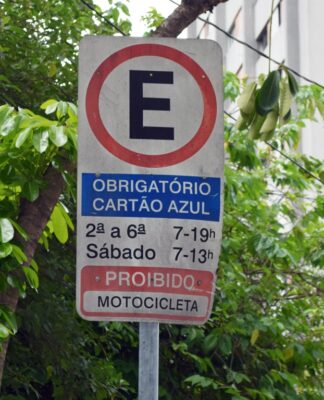 E
OBRIGATÓRIO
CARTÃO AZUL
2ª a 6ª 7-19h
Sábado 7-13h
PROIBIDO
MOTOCICLETA